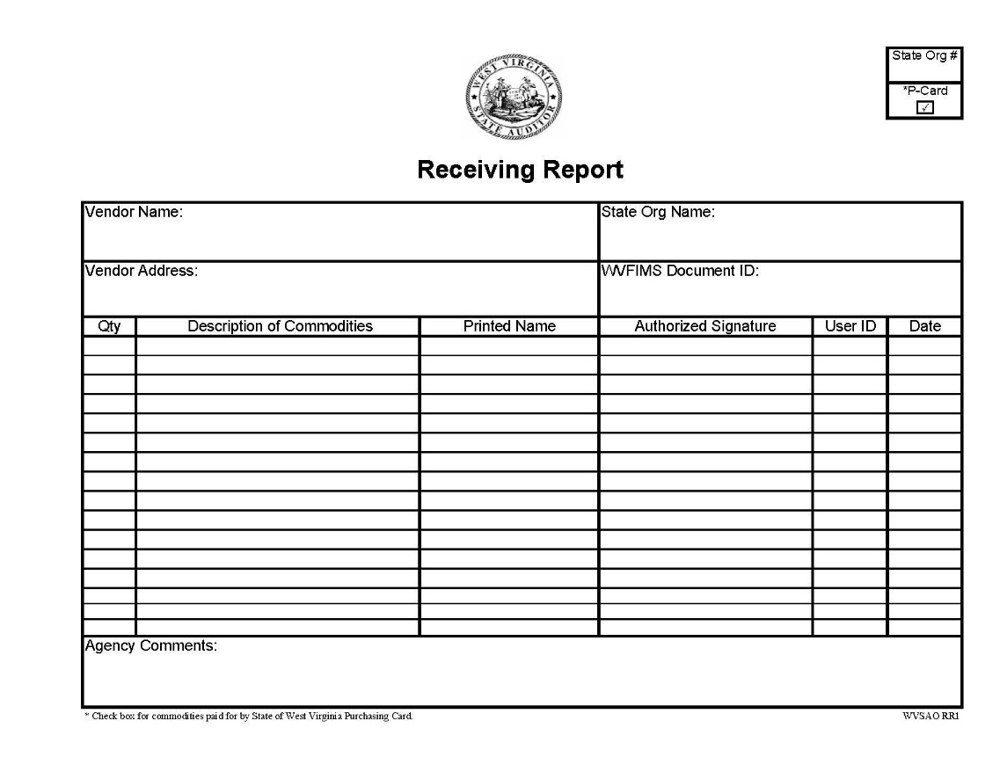 WEST VIRGINIA
STATE AUDITOR
State Org #
*P-Card
Receiving Report
Vendor Name:
State Org Name:
Vendor Address:
WVFIMS Document ID:
Qty Description of Commodities Printed Name Authorized Signature User ID Date
Agency Comments:
* Check box for commodities paid for by State of West Virginia Purchasing Card.
WVSAO RR1